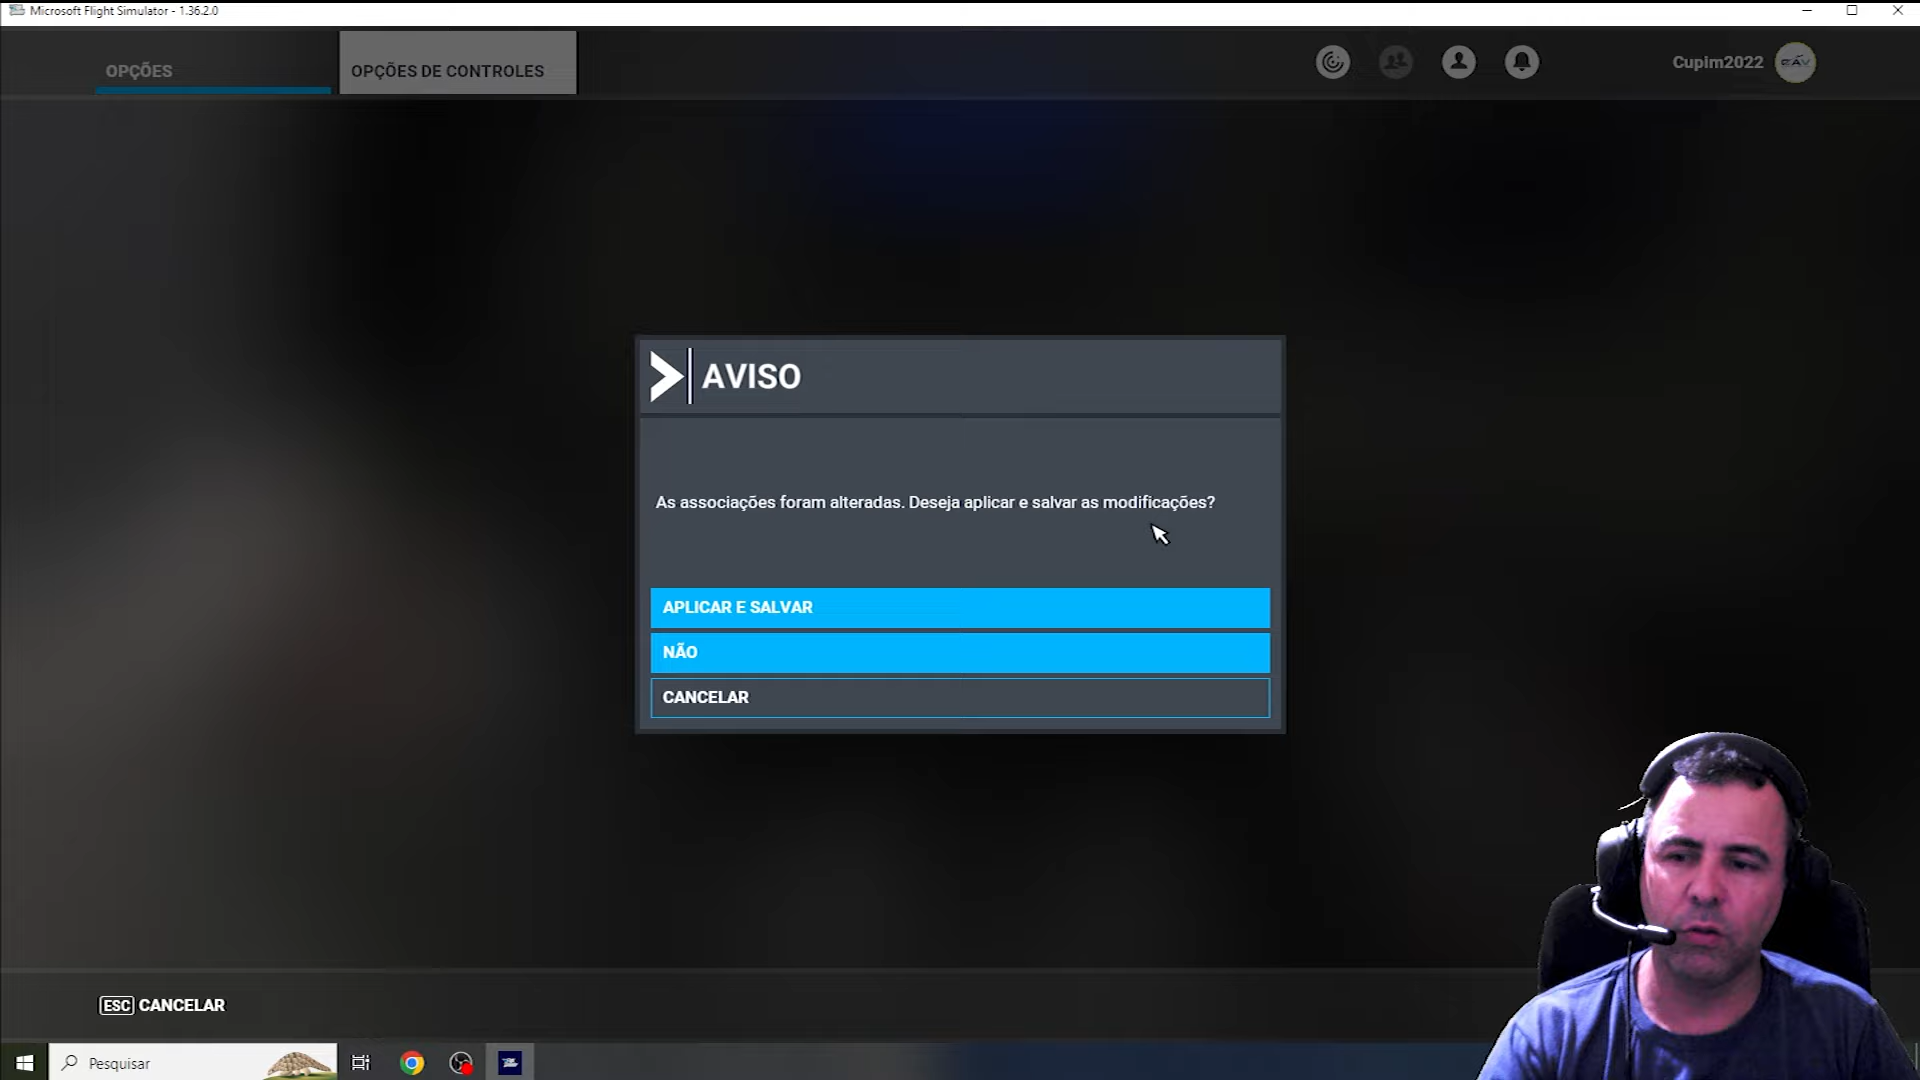 Microsoft Flight Simulator - 1.36.2.0
OPÇÕES
OPÇÕES DE CONTROLES
Cupim2022
AVISO
As associações foram alteradas. Deseja aplicar e salvar as modificações?
APLICAR E SALVAR
NÃO
CANCELAR
ESC CANCELAR
Pesquisar